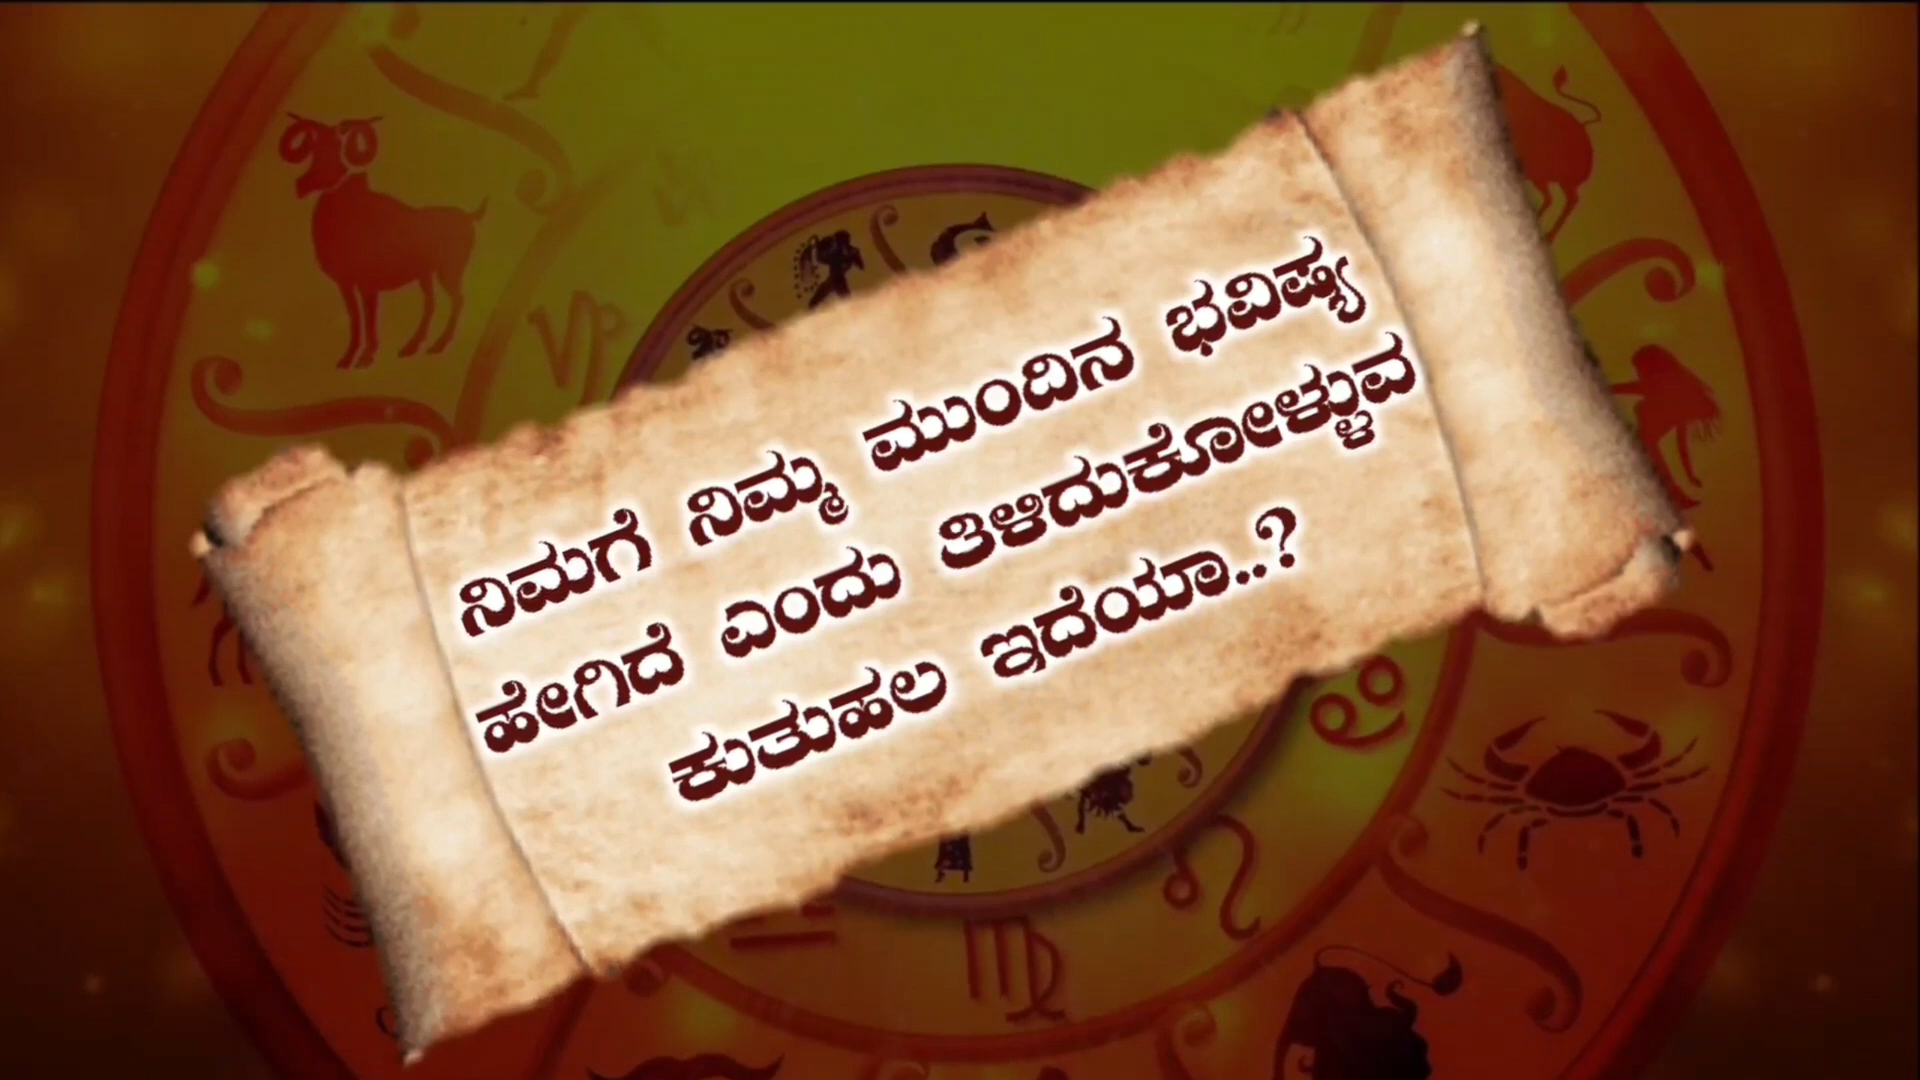 ನಿಮಗೆ ನಿಮ್ಮ ಮುಂದಿನ ಭವಿಷ್ಯ
ಹೇಗಿದೆ ಎಂದು ತಿಳಿದುಕೋಳ್ಳುವ
ಕುತುಹಲ ಇದೆಯಾ..?